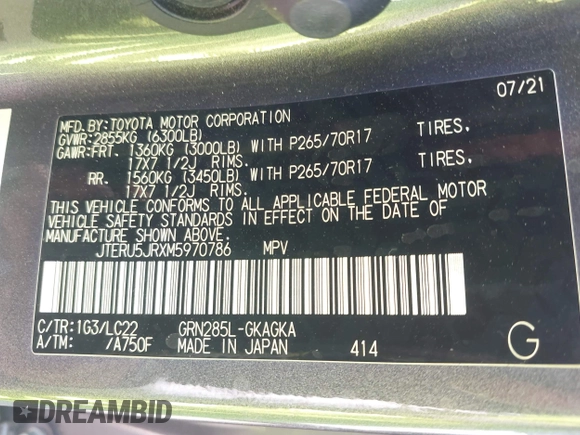 07/21
MFD.BY:TOYOTA MOTOR CORPORATION
GVWR:2855KG (6300LB)
GAWR:FRT. 1360KG (3000LB) WITH P265/70R17 TIRES,
17X7 1/2J RIMS.
RR. 1560KG (3450LB) WITH P265/70R17 TIRES,
17X7 1/2J RIMS.
THIS VEHICLE CONFORMS TO ALL APPLICABLE FEDERAL MOTOR
VEHICLE SAFETY STANDARDS IN EFFECT ON THE DATE OF
MANUFACTURE SHOWN ABOVE.
JTERU5JRXM5970786 MPV
C/TR:1G3/LC22 GRN285L-GKAGKA
A/TM: /A750F MADE IN JAPAN 414 G
DREAMBID